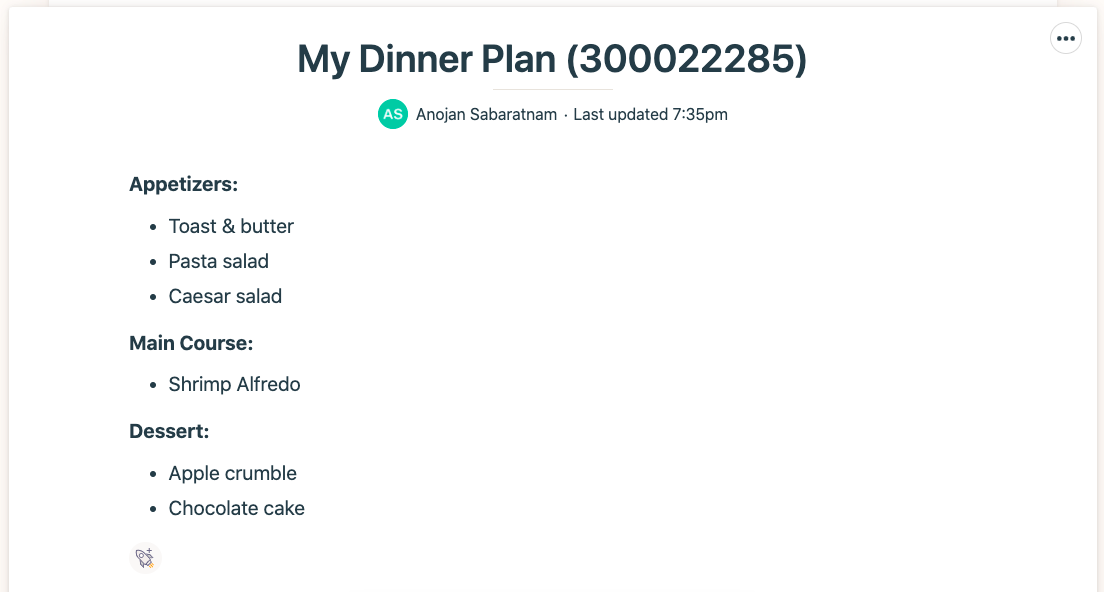 My Dinner Plan (300022285)
AS Anojan Sabaratnam · Last updated 7:35pm
Appetizers:
• Toast & butter
• Pasta salad
• Caesar salad
Main Course:
• Shrimp Alfredo
Dessert:
• Apple crumble
• Chocolate cake